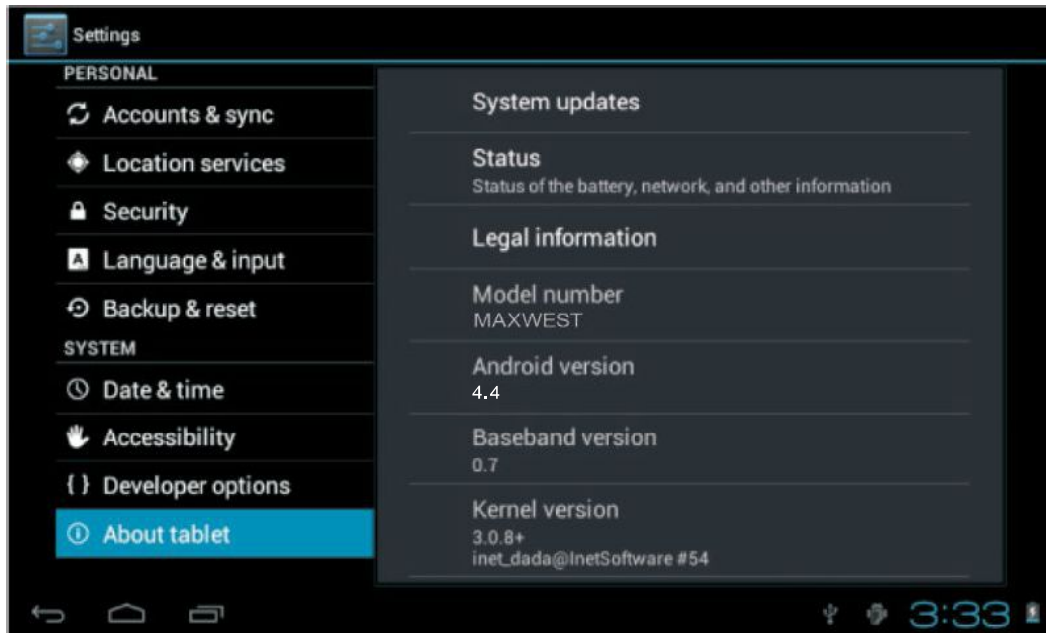 Settings
PERSONAL
Accounts & sync
Location services
Security
Language & input
Backup & reset
SYSTEM
Date & time
Accessibility
{ } Developer options
About tablet
System updates
Status
Status of the battery, network, and other information
Legal information
Model number
MAXWEST
Android version
4.4
Baseband version
0.7
Kernel version
3.0.8+
inet_dada@InetSoftware #54
3:33